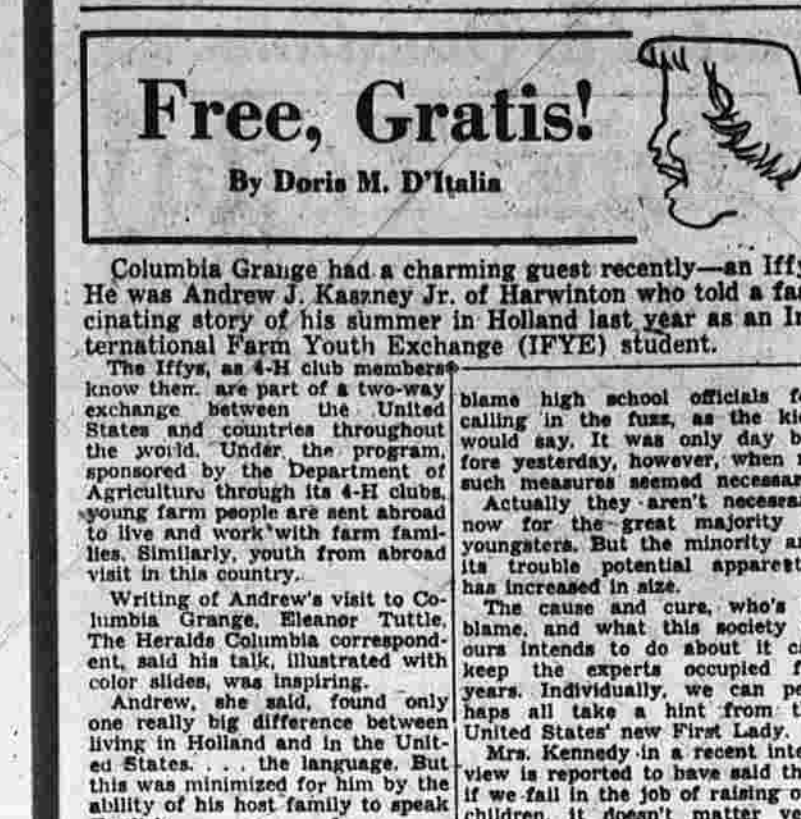 Free, Gratis!
By Doris M. D'Italia
Columbia Grange had a charming guest recently—an Iffy
He was Andrew J. Kaszney Jr. of Harwinton who told a fas
cinating story of his summer in Holland last year as an In
ternational Farm Youth Exchange (IFYE) student.
The Iffys, as 4-H club members
know them. are part of a two-way
exchange between the United
States and countries throughout
the world. Under the program,
sponsored by the Department of
Agriculture through its 4-H clubs,
young farm people are sent abroad
to live and work with farm fami-
lies. Similarly, youth from abroad
visit in this country.
Writing of Andrew's visit to Co-
lumbia Grange, Eleanor Tuttle,
The Heralds Columbia correspond-
ent, said his talk, illustrated with
color slides, was inspiring.
Andrew, she said, found only
one really big difference between
living in Holland and in the Unit-
ed States. . . . the language. But
this was minimized for him by the
ability of his host family to speak
blame high school officials f
calling in the fuzz, as the ki
would say. It was only day b
fore yesterday, however, when
such measures seemed necessar
Actually they aren't necessa
now for the great majority
youngsters. But the minority a
its trouble potential apparent
has increased in size.
The cause and cure, who's
blame, and what this society
ours intends to do about it c
keep the experts occupied f
years. Individually, we can pe
haps all take a hint from t
United States' new First Lady.
Mrs. Kennedy in a recent inte
view is reported to have said th
if we fail in the job of raising o
children, it doesn't matter ve